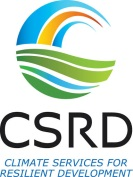 CSRD
CLIMATE SERVICES FOR
RESILIENT DEVELOPMENT